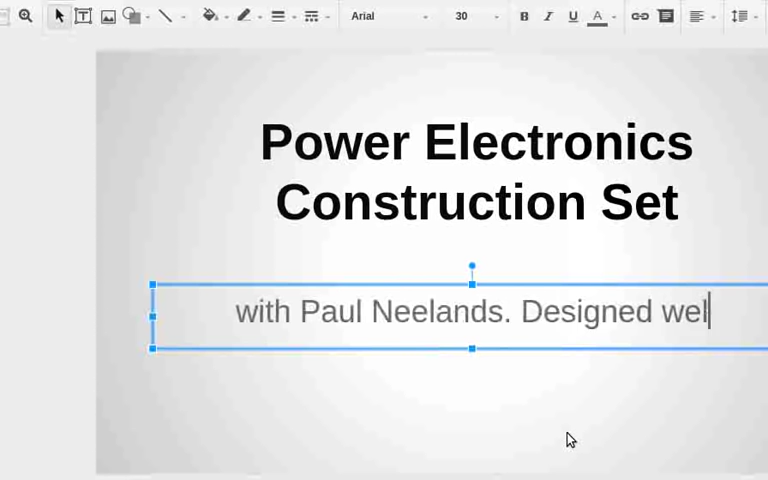 Arial 30 B I U A
Power Electronics
Construction Set
with Paul Neelands. Designed wel